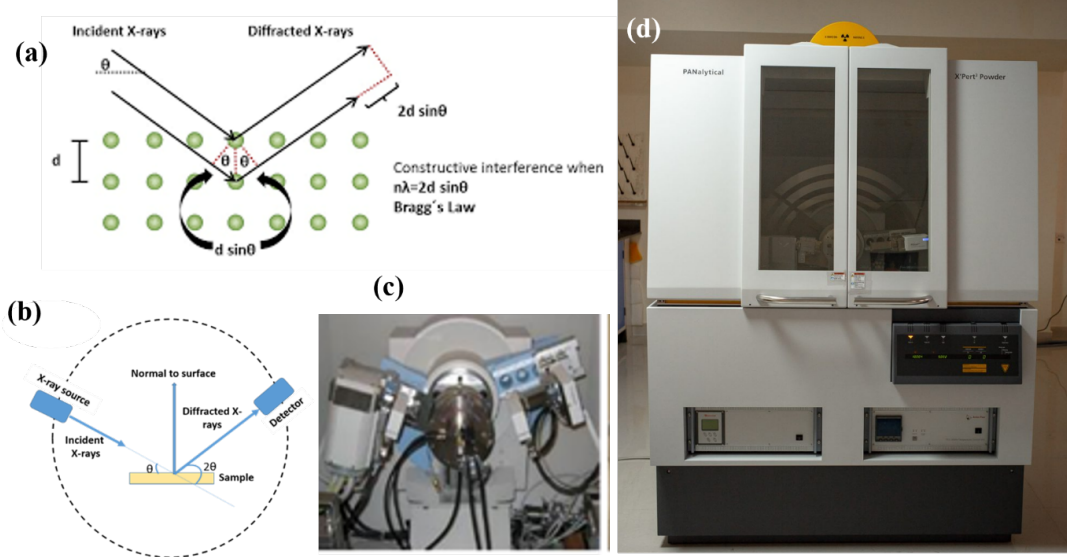 (a)
Incident X-rays
Diffracted X-rays
θ
2d sinθ
d
θ θ
Constructive interference when
nλ=2d sinθ
Bragg´s Law
d sinθ
(b)
X-ray source
Normal to surface
Detector
Diffracted X-
rays
Incident
X-rays
θ
2θ
Sample
(c)
(d)
PANalytical
X'Pert³ Powder